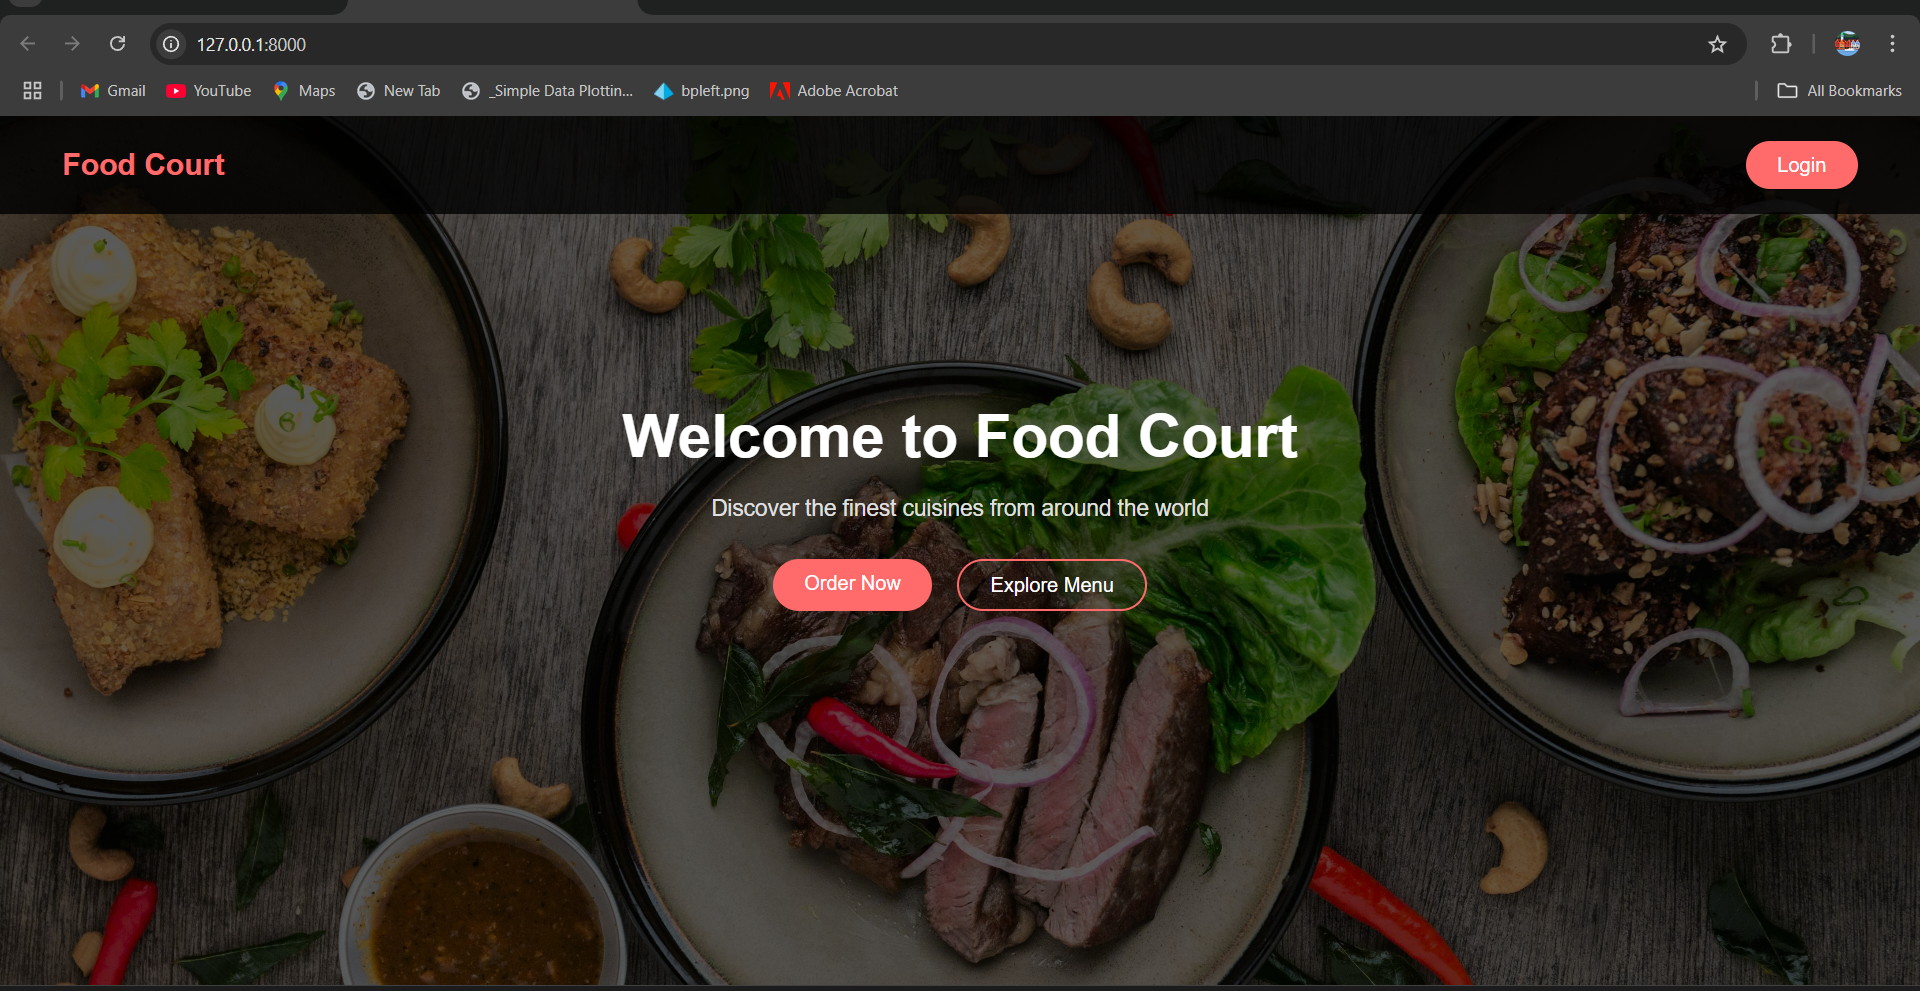 127.0.0.1:8000
Gmail
YouTube
Maps
New Tab
_Simple Data Plottin...
bpleft.png
Adobe Acrobat
All Bookmarks
Food Court
Login
Welcome to Food Court
Discover the finest cuisines from around the world
Order Now
Explore Menu